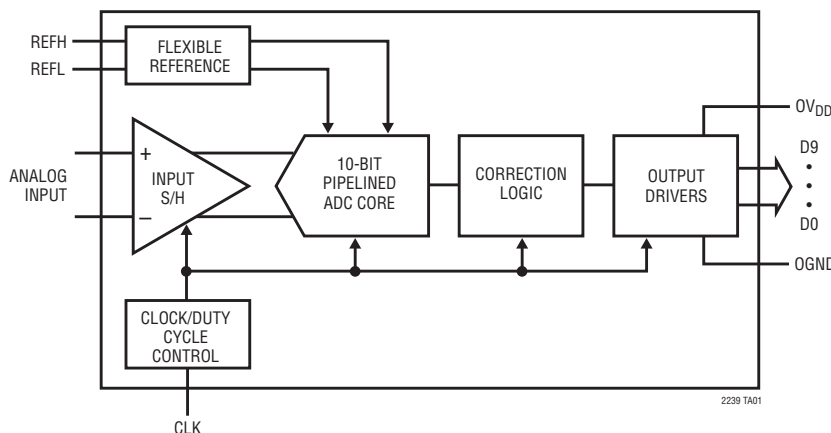 REFH
REFL
FLEXIBLE
REFERENCE
OVDD
D9
•
•
•
D0
OGND
ANALOG
INPUT
+
–
INPUT
S/H
10-BIT
PIPELINED
ADC CORE
CORRECTION
LOGIC
OUTPUT
DRIVERS
CLOCK/DUTY
CYCLE
CONTROL
CLK
2239 TA01